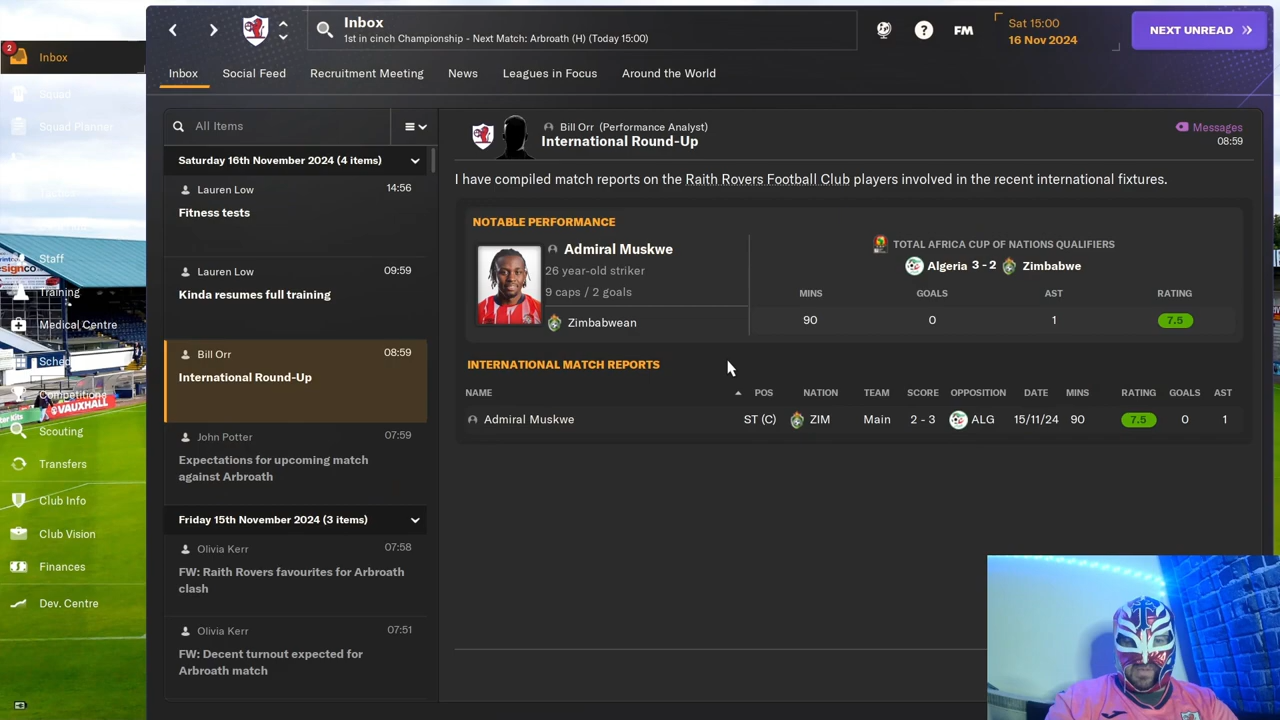 Inbox
1st in cinch Championship - Next Match: Arbroath (H) (Today 15:00)
FM
Sat 15:00
16 Nov 2024
NEXT UNREAD
2
Inbox
Squad
Squad Planner
Staff
Training
Medical Centre
Sched
Competitions
Scouting
Transfers
Club Info
Club Vision
Finances
Dev. Centre
VAUXHALL
Inbox
Social Feed
Recruitment Meeting
News
Leagues in Focus
Around the World
All Items
Saturday 16th November 2024 (4 items)
Lauren Low 14:56
Fitness tests
Lauren Low 09:59
Kinda resumes full training
Bill Orr 08:59
International Round-Up
John Potter 07:59
Expectations for upcoming match
against Arbroath
Friday 15th November 2024 (3 items)
Olivia Kerr 07:58
FW: Raith Rovers favourites for Arbroath
clash
Olivia Kerr 07:51
FW: Decent turnout expected for
Arbroath match
Bill Orr (Performance Analyst)
International Round-Up
Messages
08:59
I have compiled match reports on the Raith Rovers Football Club players involved in the recent international fixtures.
NOTABLE PERFORMANCE
Admiral Muskwe
26 year-old striker
9 caps / 2 goals
Zimbabwean
TOTAL AFRICA CUP OF NATIONS QUALIFIERS
Algeria 3 - 2 Zimbabwe
MINS GOALS AST RATING
90 0 1 7.5
INTERNATIONAL MATCH REPORTS
NAME POS NATION TEAM SCORE OPPOSITION DATE MINS RATING GOALS AST
Admiral Muskwe ST (C) ZIM Main 2 - 3 ALG 15/11/24 90 7.5 0 1